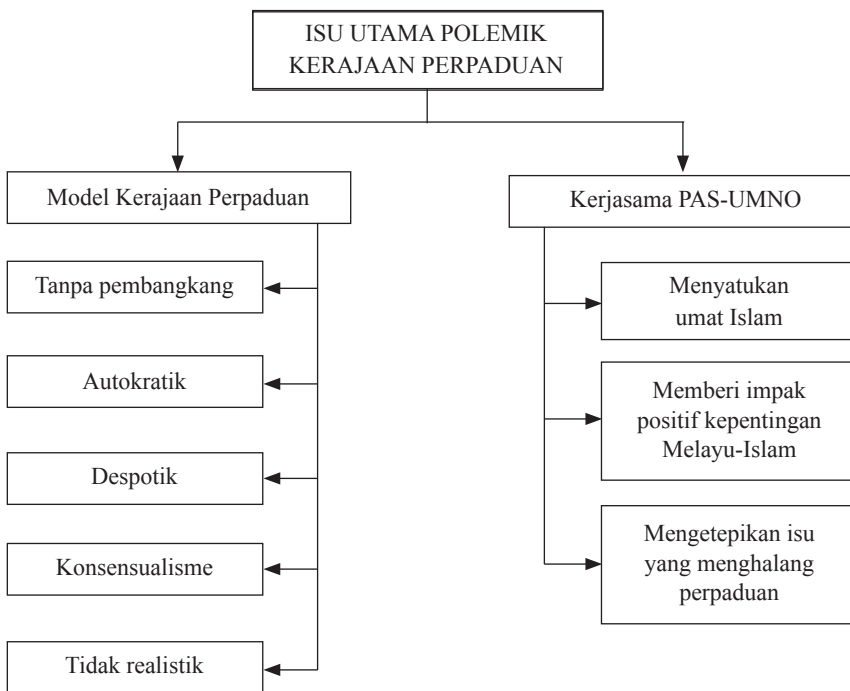 ISU UTAMA POLEMIK
KERAJAAN PERPADUAN
Model Kerajaan Perpaduan
Tanpa pembangkang
Autokratik
Despotik
Konsensualisme
Tidak realistik
Kerjasama PAS-UMNO
Menyatukan
umat Islam
Memberi impak
positif kepentingan
Melayu-Islam
Mengetepikan isu
yang menghalang
perpaduan